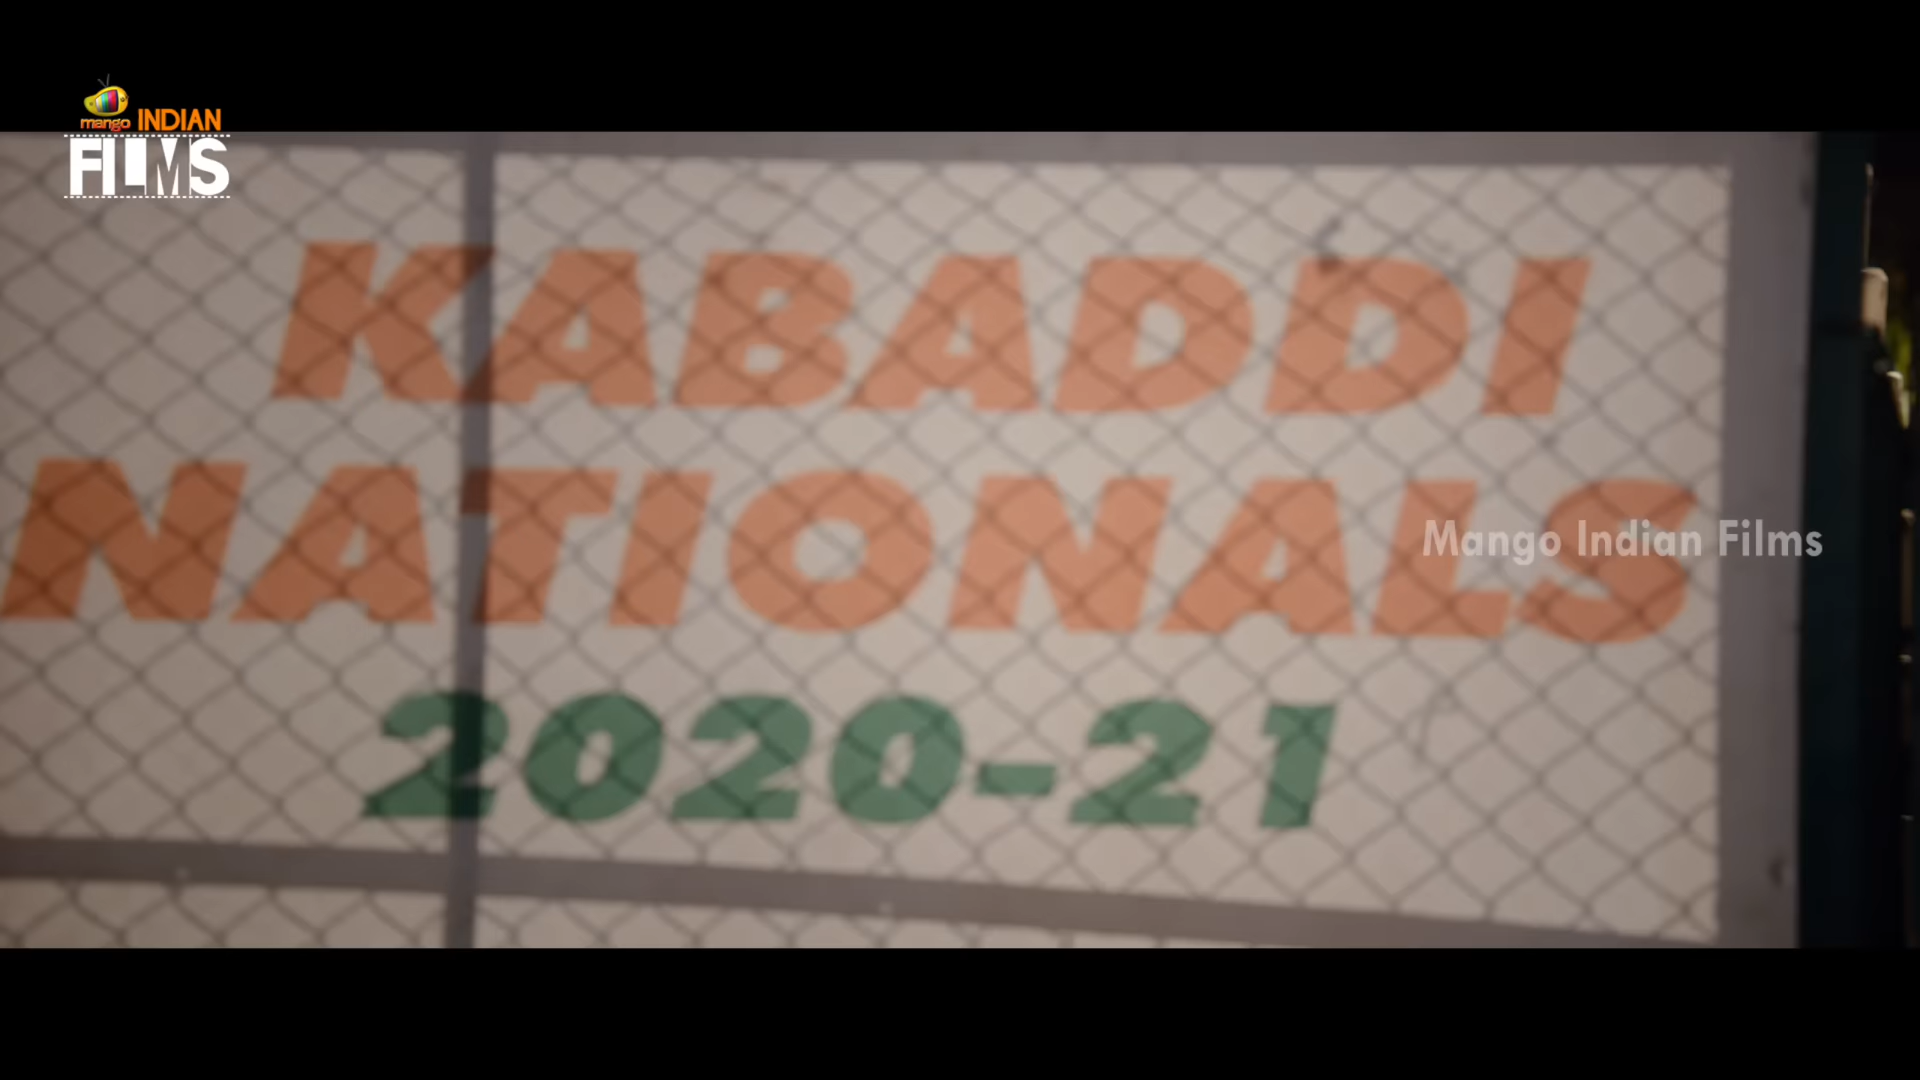 mango INDIAN
FILMS
KABADDI
NATIONALS
Mango Indian Films
2020-21